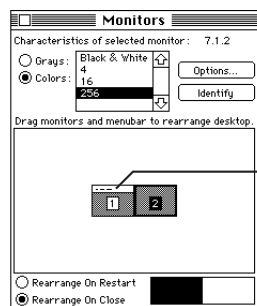 Monitors
Characteristics of selected monitor: 7.1.2
Grays:
Colors:
Black & White
4
16
256
Options...
Identify
Drag monitors and menubar to rearrange desktop.
1
2
Rearrange On Restart
Rearrange On Close